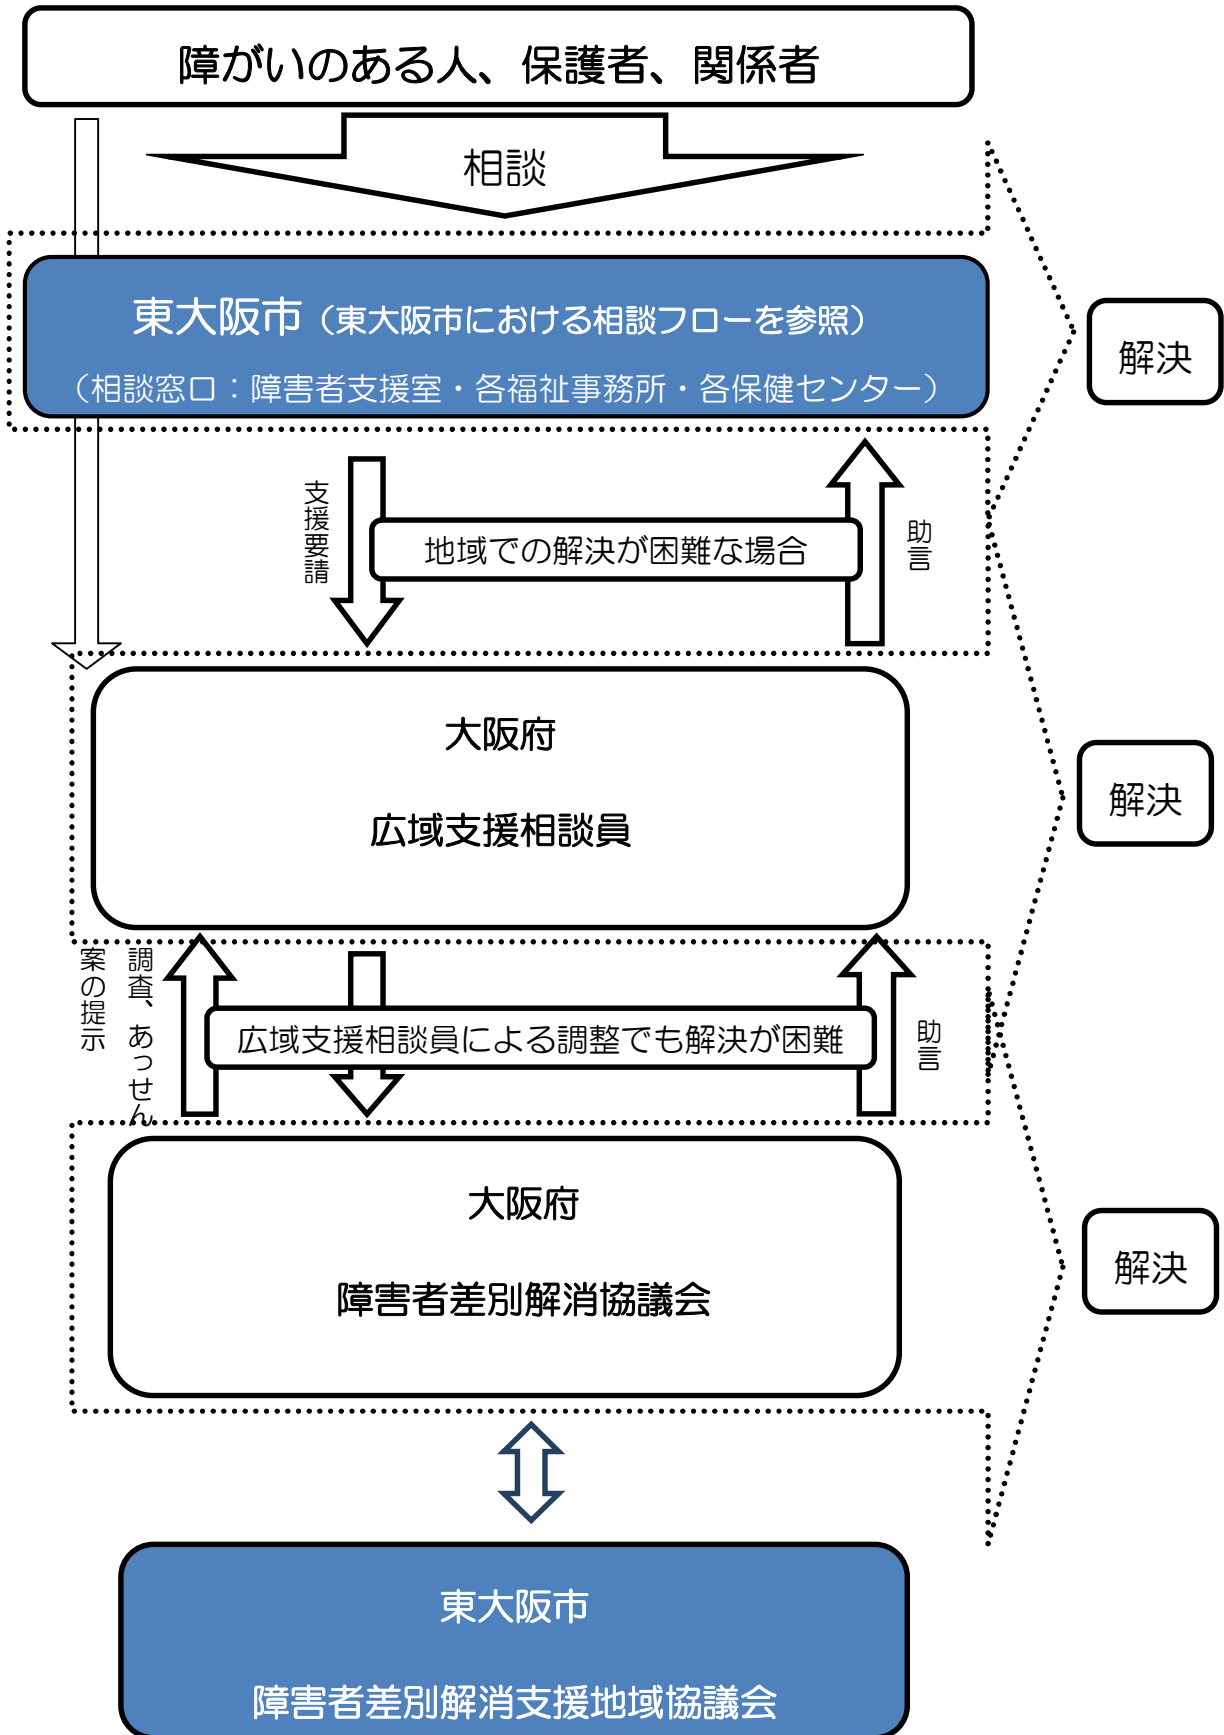 障がいのある人、保護者、関係者
相談
東大阪市（東大阪市における相談フローを参照）
（相談窓口：障害者支援室・各福祉事務所・各保健センター）
解決
支援要請
地域での解決が困難な場合
助言
大阪府
広域支援相談員
解決
調査、あっせん
案の提示
広域支援相談員による調整でも解決が困難
助言
大阪府
障害者差別解消協議会
解決
東大阪市
障害者差別解消支援地域協議会